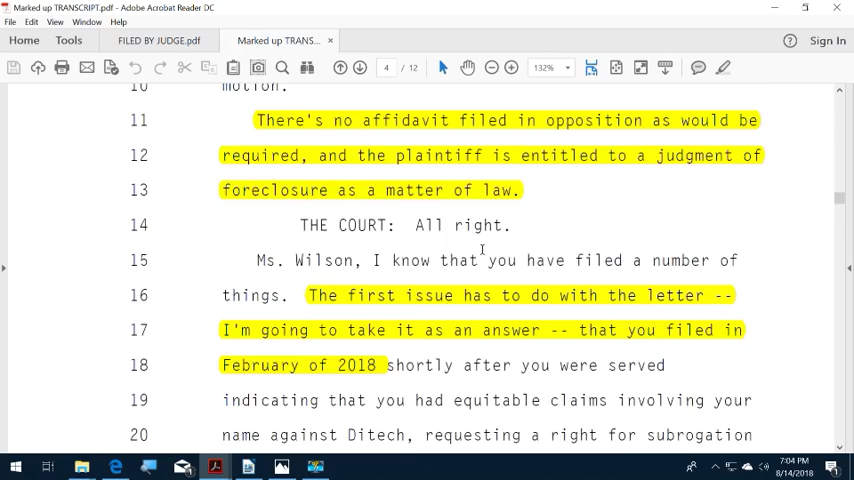 Marked up TRANSCRIPT.pdf - Adobe Acrobat Reader DC
File Edit View Window Help
Home Tools FILED BY JUDGE.pdf Marked up TRANS... × Sign In
4 / 12 132%
10 motion.
11 There's no affidavit filed in opposition as would be
12 required, and the plaintiff is entitled to a judgment of
13 foreclosure as a matter of law.
14 THE COURT: All right.
15 Ms. Wilson, I know that you have filed a number of
16 things. The first issue has to do with the letter --
17 I'm going to take it as an answer -- that you filed in
18 February of 2018 shortly after you were served
19 indicating that you had equitable claims involving your
20 name against Ditech, requesting a right for subrogation
7:04 PM
8/14/2018